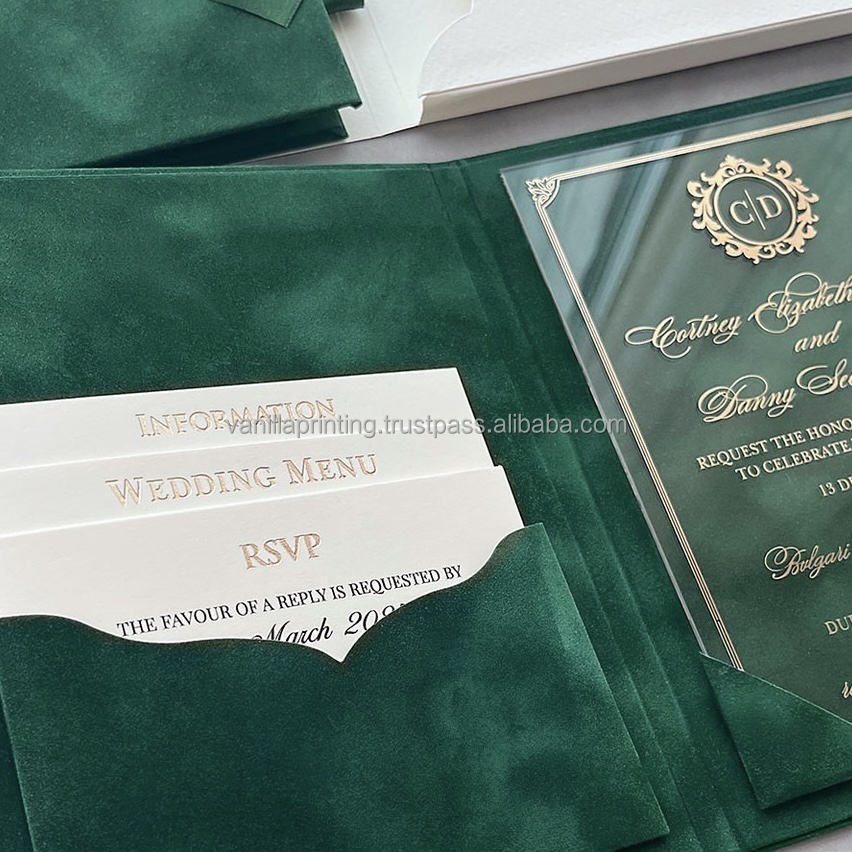 INFORMATION
WEDDING MENU
RSVP
THE FAVOUR OF A REPLY IS REQUESTED BY
March
C|D
Cortney Elizabeth
and
Danny
REQUEST THE
TO CELEBRATE
13
Bulgari
vanillaprinting.trustpass.alibaba.com